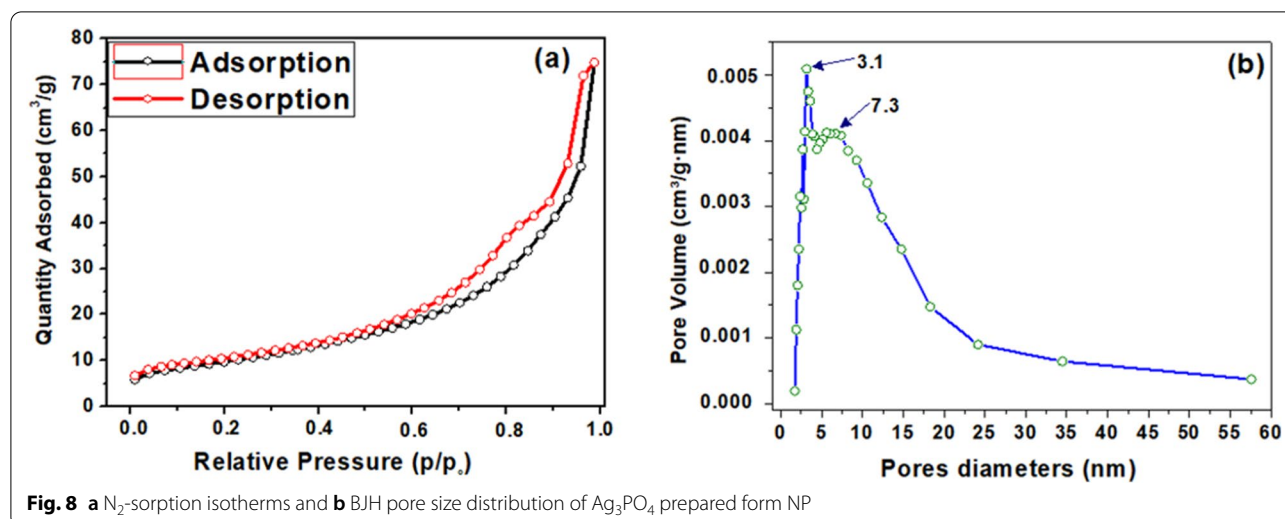 80
70
60
50
40
30
20
10
0
Quantity Adsorbed (cm³/g)
Adsorption
Desorption
(a)
0.0 0.2 0.4 0.6 0.8 1.0
Relative Pressure (p/p₀)
(b)
3.1
7.3
0.005
0.004
0.003
0.002
0.001
0.000
Pore Volume (cm³/g·nm)
0 5 10 15 20 25 30 35 40 45 50 55 60
Pores diameters (nm)
Fig. 8 a N₂-sorption isotherms and b BJH pore size distribution of Ag₃PO₄ prepared form NP